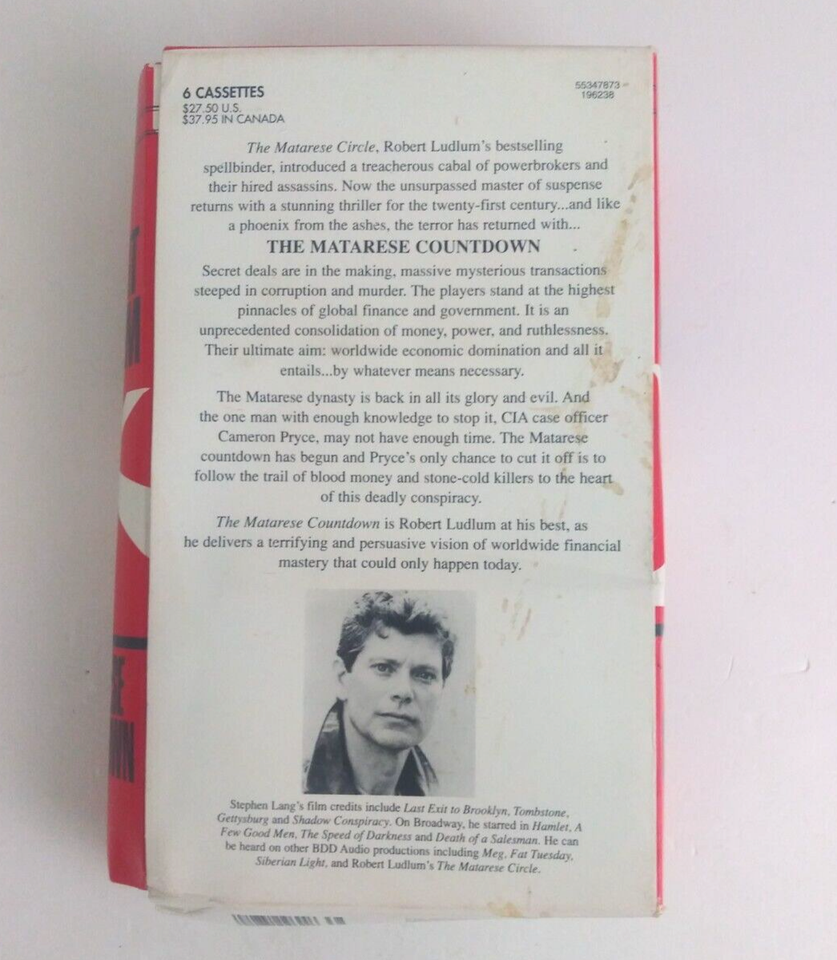 6 CASSETTES
$27.50 U.S.
$37.95 IN CANADA
55347873
196238
The Matarese Circle, Robert Ludlum's bestselling
spellbinder, introduced a treacherous cabal of powerbrokers and
their hired assassins. Now the unsurpassed master of suspense
returns with a stunning thriller for the twenty-first century...and like
a phoenix from the ashes, the terror has returned with...
THE MATARESE COUNTDOWN
Secret deals are in the making, massive mysterious transactions
steeped in corruption and murder. The players stand at the highest
pinnacles of global finance and government. It is an
unprecedented consolidation of money, power, and ruthlessness.
Their ultimate aim: worldwide economic domination and all it
entails...by whatever means necessary.
The Matarese dynasty is back in all its glory and evil. And
the one man with enough knowledge to stop it, CIA case officer
Cameron Pryce, may not have enough time. The Matarese
countdown has begun and Pryce's only chance to cut it off is to
follow the trail of blood money and stone-cold killers to the heart
of this deadly conspiracy.
The Matarese Countdown is Robert Ludlum at his best, as
he delivers a terrifying and persuasive vision of worldwide financial
mastery that could only happen today.
Stephen Lang's film credits include Last Exit to Brooklyn, Tombstone,
Gettysburg and Shadow Conspiracy. On Broadway, he starred in Hamlet, A
Few Good Men, The Speed of Darkness and Death of a Salesman. He can
be heard on other BDD Audio productions including Meg, Fat Tuesday,
Siberian Light, and Robert Ludlum's The Matarese Circle.